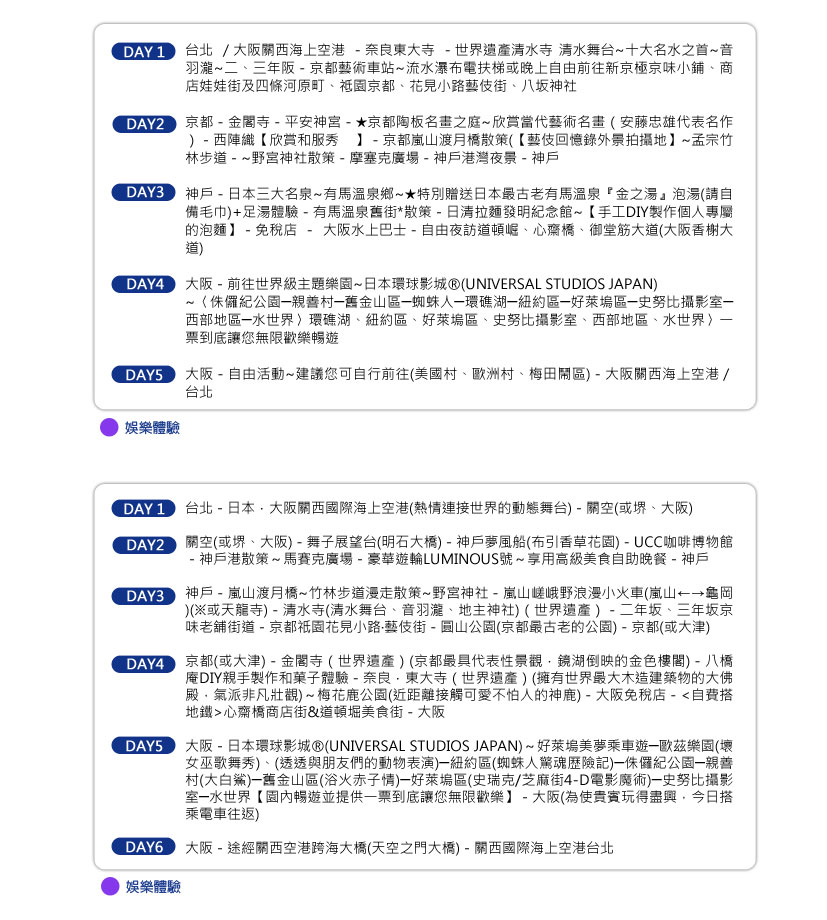 DAY 1 台北 / 大阪關西海上空港 - 奈良東大寺 - 世界遺產清水寺 清水舞台~十大名水之首~音
羽瀧~二、三年阪 - 京都藝術車站~流水瀑布電扶梯或晚上自由前往新京極京味小鋪、商
店娃娃街及四條河原町、祗園京都、花見小路藝伎街、八坂神社
DAY2 京都 - 金閣寺 - 平安神宮 - ★京都陶板名畫之庭~欣賞當代藝術名畫 ( 安藤忠雄代表名作
) - 西陣織【欣賞和服秀 】 - 京都嵐山渡月橋散策(【藝伎回憶錄外景拍攝地】~孟宗竹
林步道 - ~野宮神社散策 - 摩塞克廣場 - 神戶港灣夜景 - 神戶
DAY3 神戶 - 日本三大名泉~有馬溫泉鄉~★特別贈送日本最古老有馬溫泉『金之湯』泡湯(請自
備毛巾)+足湯體驗 - 有馬溫泉舊街*散策 - 日清拉麵發明紀念館~【手工DIY製作個人專屬
的泡麵】 - 免稅店 - 大阪水上巴士 - 自由夜訪道頓崛、心齋橋、御堂筋大道(大阪香榭大
道)
DAY4 大阪 - 前往世界級主題樂園~日本環球影城®(UNIVERSAL STUDIOS JAPAN)
~〈侏儸紀公園─親善村─舊金山區─蜘蛛人─環礁湖─紐約區─好萊塢區─史努比攝影室─
西部地區─水世界〉環礁湖、紐約區、好萊塢區、史努比攝影室、西部地區、水世界〉一
票到底讓您無限歡樂暢遊
DAY5 大阪 - 自由活動~建議您可自行前往(美國村、歐洲村、梅田鬧區) - 大阪關西海上空港 /
台北
娛樂體驗
DAY 1 台北 - 日本．大阪關西國際海上空港(熱情連接世界的動態舞台) - 關空(或堺、大阪)
DAY2 關空(或堺、大阪) - 舞子展望台(明石大橋) - 神戶夢風船(布引香草花園) - UCC咖啡博物館
- 神戶港散策 ~ 馬賽克廣場 - 豪華遊輪LUMINOUS號 ~ 享用高級美食自助晚餐 - 神戶
DAY3 神戶 - 嵐山渡月橋~竹林步道漫走散策~野宮神社 - 嵐山嵯峨野浪漫小火車(嵐山←→龜岡
)(※或天龍寺) - 清水寺(清水舞台、音羽瀧、地主神社) ( 世界遺產 ) - 二年坂、三年坂京
味老舖街道 - 京都祇園花見小路‧藝伎街 - 圓山公園(京都最古老的公園) - 京都(或大津)
DAY4 京都(或大津) - 金閣寺 ( 世界遺產 ) (京都最具代表性景觀．鏡湖倒映的金色樓閣) - 八橋
庵DIY親手製作和菓子體驗 - 奈良．東大寺 ( 世界遺產 ) (擁有世界最大木造建築物的大佛
殿．氣派非凡壯觀) ~ 梅花鹿公園(近距離接觸可愛不怕人的神鹿) - 大阪免稅店 - <自費搭
地鐵>心齋橋商店街&道頓堀美食街 - 大阪
DAY5 大阪 - 日本環球影城®(UNIVERSAL STUDIOS JAPAN) ~ 好萊塢美夢乘車遊─歐茲樂園(壞
女巫歌舞秀)、(透透與朋友們的動物表演)─紐約區(蜘蛛人驚魂歷險記)─侏儸紀公園─親善
村(大白鯊)─舊金山區(浴火赤子情)─好萊塢區(史瑞克/芝麻街4-D電影魔術)─史努比攝影
室─水世界【園內暢遊並提供一票到底讓您無限歡樂】 - 大阪(為使貴賓玩得盡興．今日搭
乘電車往返)
DAY6 大阪 - 途經關西空港跨海大橋(天空之門大橋) - 關西國際海上空港台北
娛樂體驗